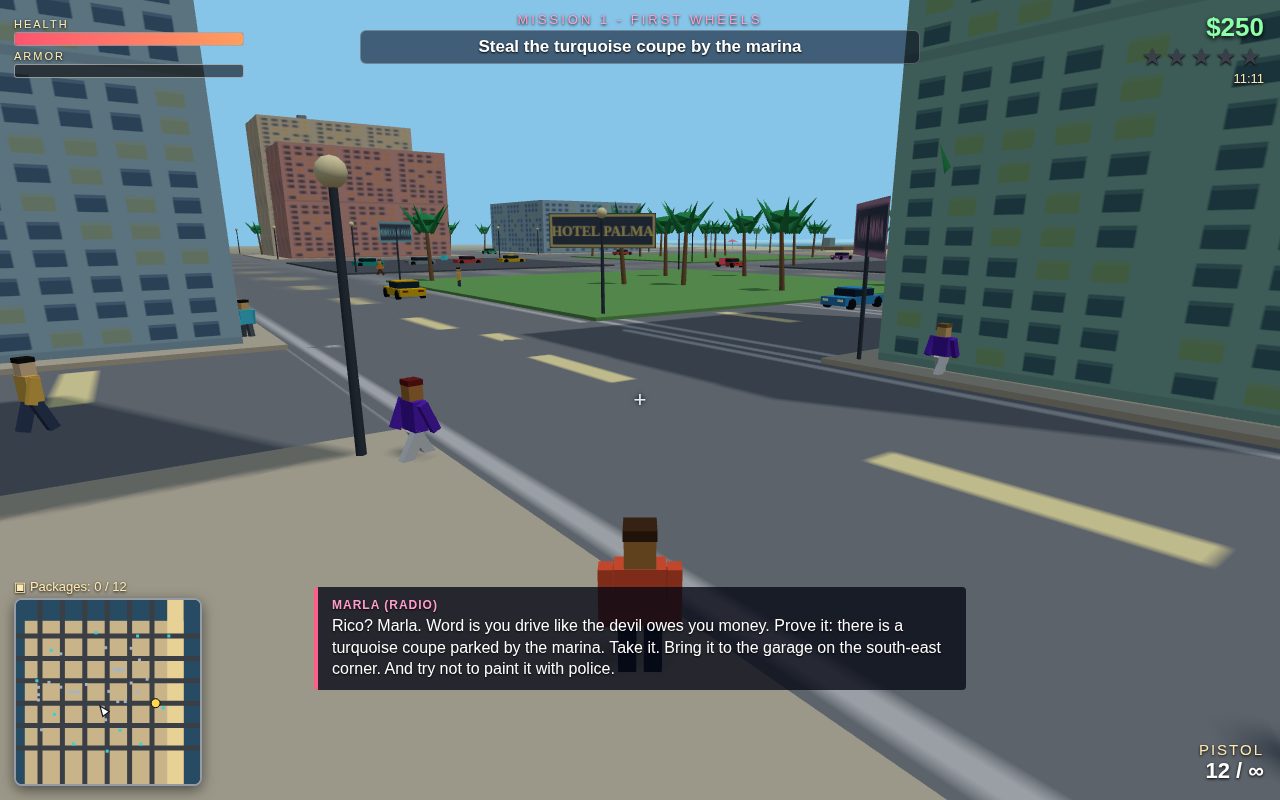 HEALTH
ARMOR
MISSION 1 - FIRST WHEELS
Steal the turquoise coupe by the marina
$250
11:11
HOTEL PALMA
MARLA (RADIO)
Rico? Marla. Word is you drive like the devil owes you money. Prove it: there is a
turquoise coupe parked by the marina. Take it. Bring it to the garage on the south-east
corner. And try not to paint it with police.
Packages: 0 / 12
PISTOL
12 / ∞